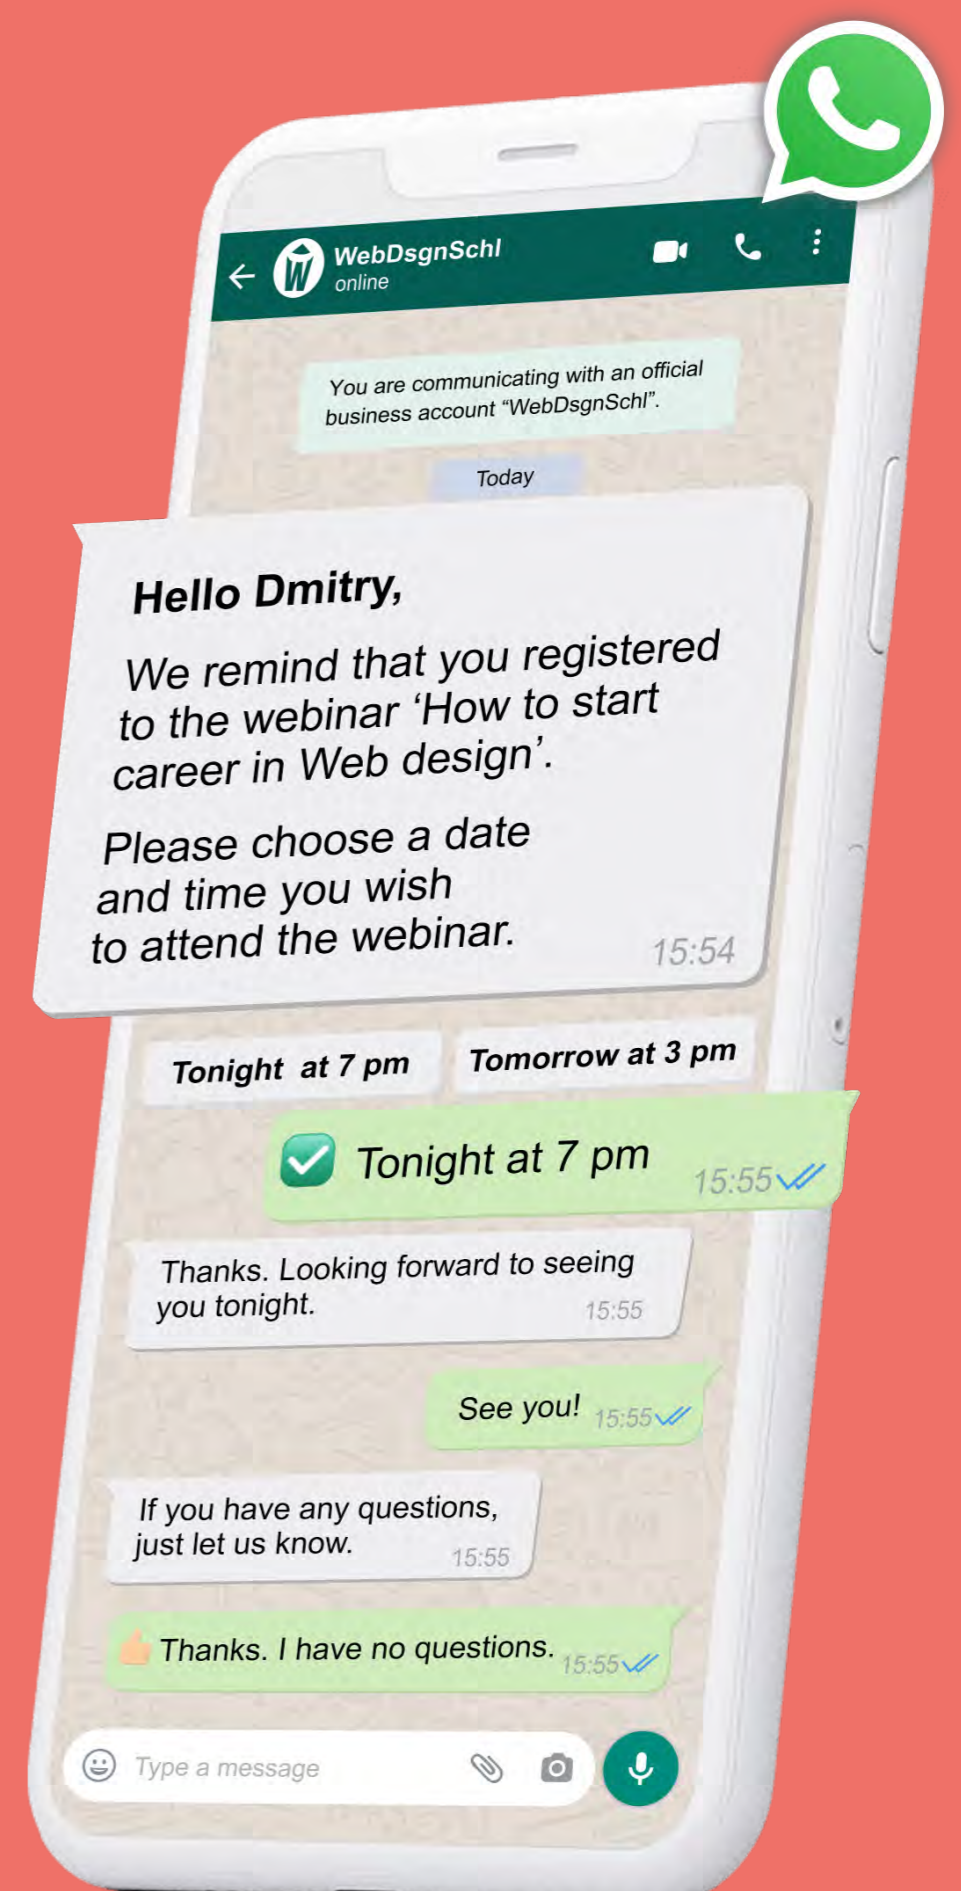 WebDsgnSchl
online
You are communicating with an official
business account “WebDsgnSchl”.
Today
Hello Dmitry,
We remind that you registered
to the webinar ‘How to start
career in Web design’.
Please choose a date
and time you wish
to attend the webinar.
15:54
Tonight at 7 pm
Tomorrow at 3 pm
Tonight at 7 pm
15:55
Thanks. Looking forward to seeing
you tonight.
15:55
See you!
15:55
If you have any questions,
just let us know.
15:55
Thanks. I have no questions.
15:55
Type a message